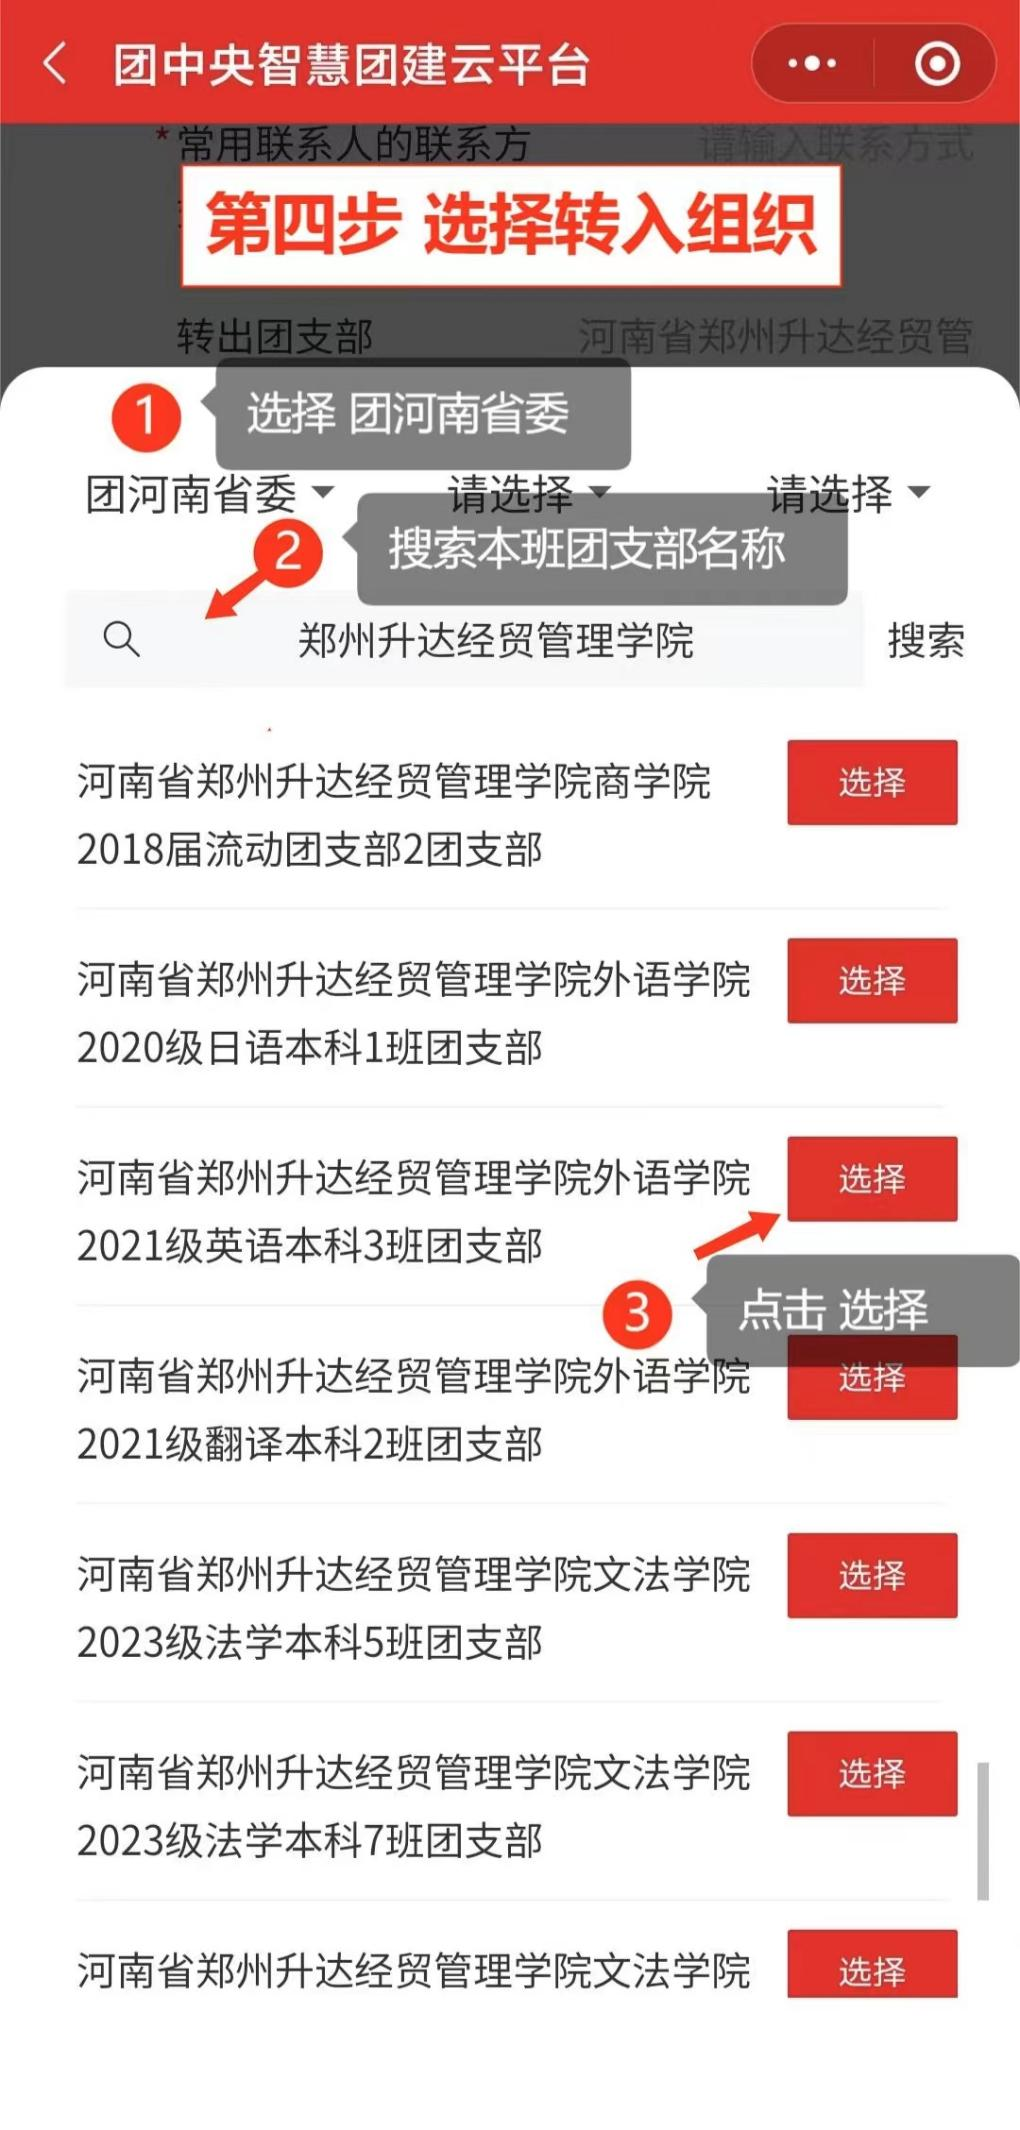 团中央智慧团建云平台
*常用联系人的联系方
请输入联系方式
第四步 选择转入组织
转出团支部
河南省郑州升达经贸管
1
选择 团河南省委
团河南省委
请选择
请选择
2
搜索本班团支部名称
郑州升达经贸管理学院
搜索
河南省郑州升达经贸管理学院商学院
选择
2018届流动团支部2团支部
河南省郑州升达经贸管理学院外语学院
选择
2020级日语本科1班团支部
河南省郑州升达经贸管理学院外语学院
选择
2021级英语本科3班团支部
3
点击 选择
河南省郑州升达经贸管理学院外语学院
选择
2021级翻译本科2班团支部
河南省郑州升达经贸管理学院文法学院
选择
2023级法学本科5班团支部
河南省郑州升达经贸管理学院文法学院
选择
2023级法学本科7班团支部
河南省郑州升达经贸管理学院文法学院
选择